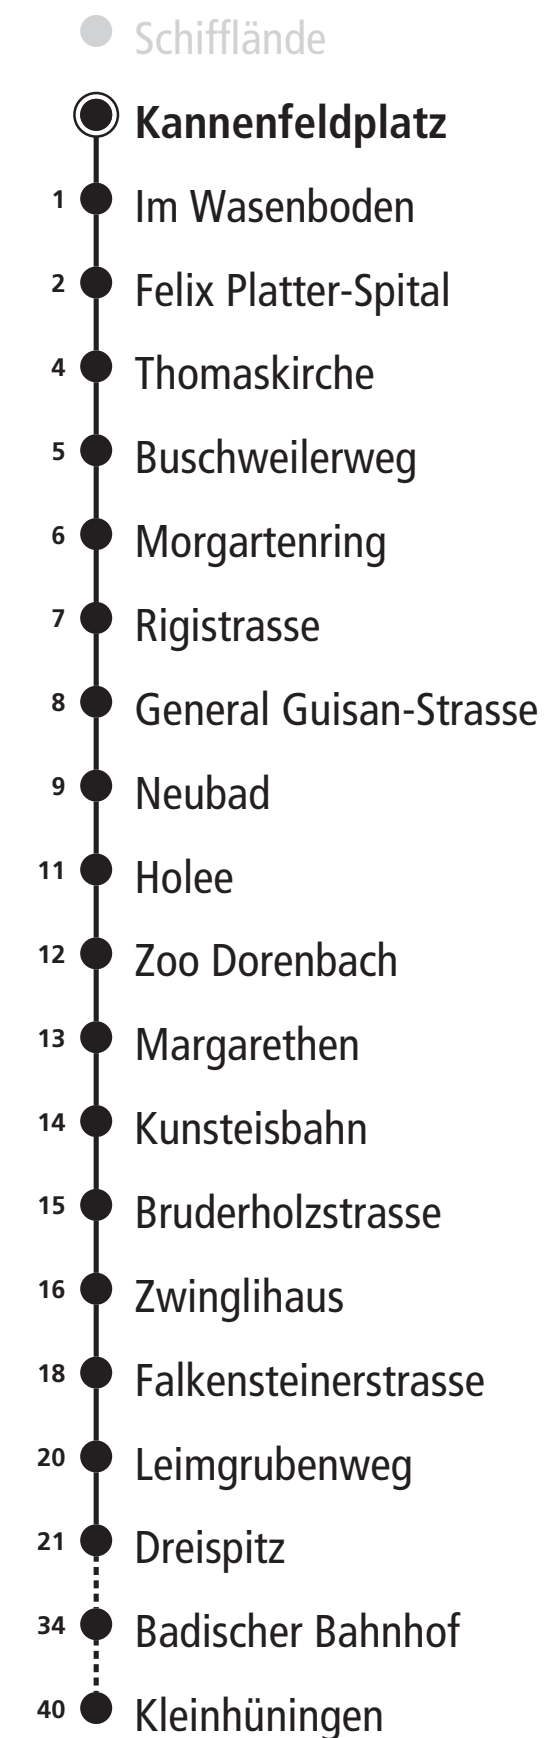 Schifflände
Kannenfeldplatz
1 Im Wasenboden
2 Felix Platter-Spital
4 Thomaskirche
5 Buschweilerweg
6 Morgartenring
7 Rigistrasse
8 General Guisan-Strasse
9 Neubad
11 Holee
12 Zoo Dorenbach
13 Margarethen
14 Kunsteisbahn
15 Bruderholzstrasse
16 Zwinglihaus
18 Falkensteinerstrasse
20 Leimgrubenweg
21 Dreispitz
34 Badischer Bahnhof
40 Kleinhüningen